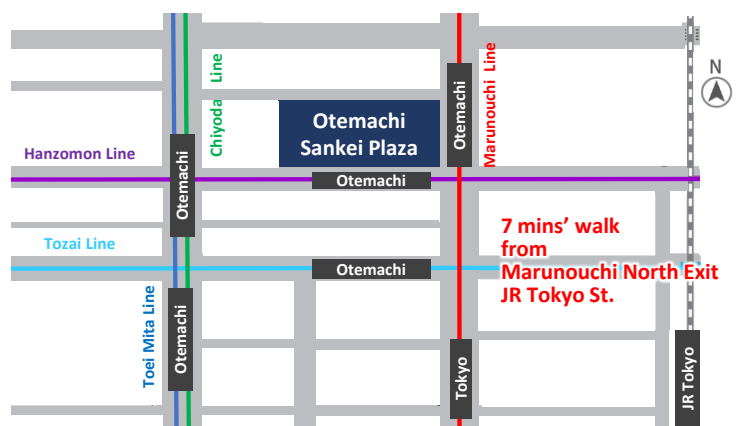 Chiyoda Line
Marunouchi Line
N
Otemachi
Otemachi
Sankei Plaza
Hanzomon Line
Otemachi
Otemachi
7 mins' walk
from
Marunouchi North Exit
JR Tokyo St.
Tozai Line
Otemachi
Toei Mita Line
Otemachi
Tokyo
JR Tokyo